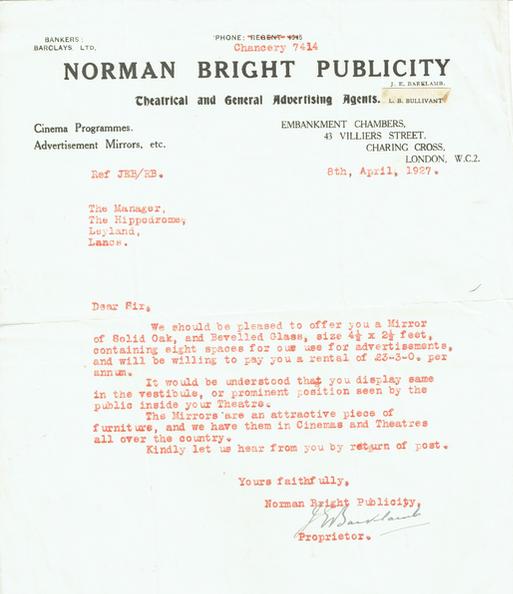 BANKERS:
BARCLAYS LTD.
'PHONE: REGENT 4945
Chancery 7414
NORMAN BRIGHT PUBLICITY
J. E. BARKLAMB.
Theatrical and General Advertising Agents. L. B. BULLIVANT
Cinema Programmes.
Advertisement Mirrors, etc.
EMBANKMENT CHAMBERS,
43 VILLIERS STREET,
CHARING CROSS,
LONDON, W.C.2.
Ref JEB/RB.
8th, April, 1927.
The Manager,
The Hippodrome,
Leyland,
Lancs.
Dear Sir,
We should be pleased to offer you a Mirror
of Solid Oak, and Bevelled Glass, size 4½ x 2½ feet,
containing eight spaces for our use for advertisements,
and will be willing to pay you a rental of £3-3-0. per
annum.
It would be understood that you display same
in the vestibule, or prominent position seen by the
public inside your Theatre.
The Mirrors are an attractive piece of
furniture, and we have them in Cinemas and Theatres
all over the country.
Kindly let us hear from you by return of post.
Yours faithfully,
Norman Bright Publicity,
J E Barklamb
Proprietor.